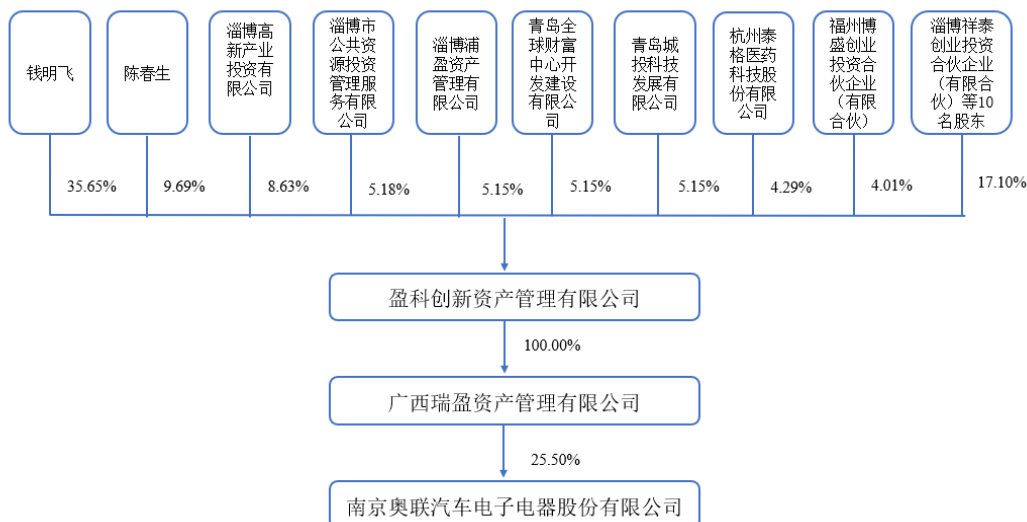 钱明飞
陈春生
淄博高
新产业
投资有
限公司
淄博市
公共资
源投资
管理服
务有限
公司
淄博浦
盈资产
管理有
限公司
青岛全
球财富
中心开
发建设
有限公
司
青岛城
投科技
发展有
限公司
杭州泰
格医药
科技股
份有限
公司
福州博
盛创业
投资合
伙企业
（有限
合伙）
淄博祥泰
创业投资
合伙企业
（有限合
伙）等10
名股东
35.65%
9.69%
8.63%
5.18%
5.15%
5.15%
5.15%
4.29%
4.01%
17.10%
盈科创新资产管理有限公司
100.00%
广西瑞盈资产管理有限公司
25.50%
南京奥联汽车电子电器股份有限公司